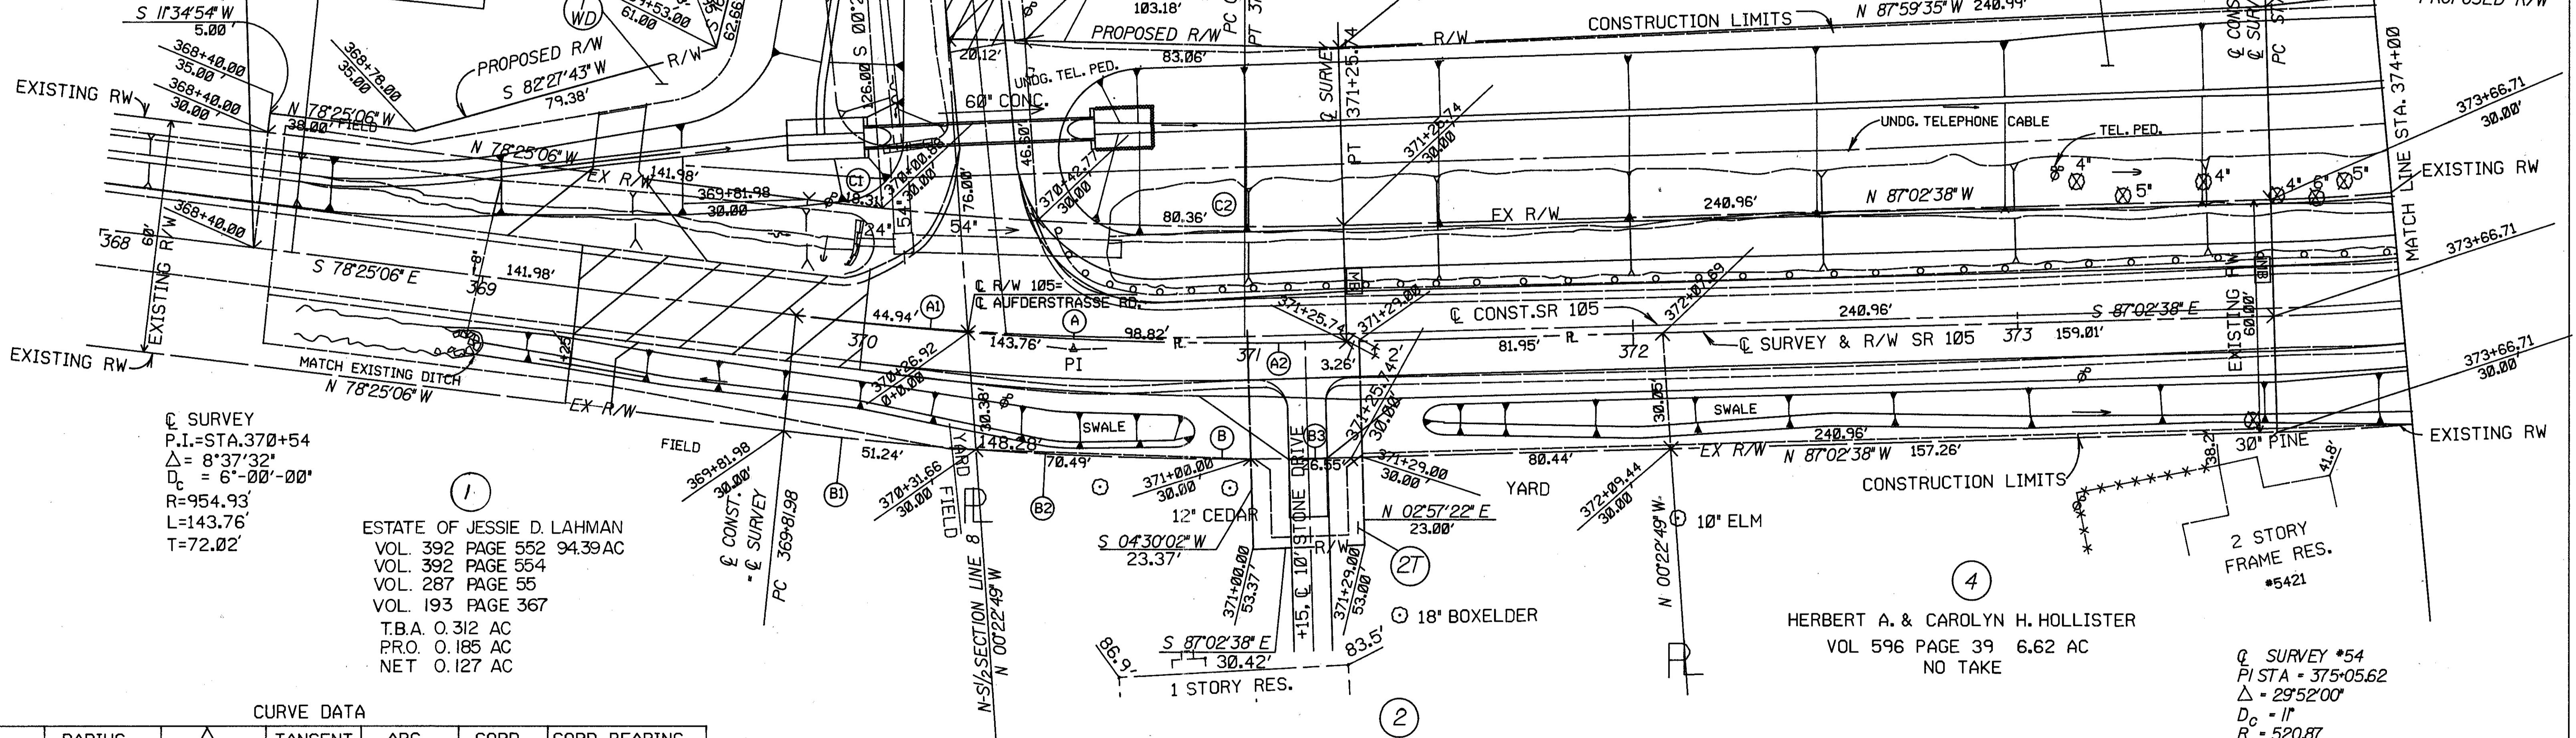 S 11°34'54" W
5.00'
368+40.00
35.00'
368+40.00
30.00'
368+78.00
35.00
EXISTING RW
N 78°25'06" W
38.00'
FIELD
PROPOSED R/W
S 82°27'43" W
79.38'
R/W
WD
+53.00
61.00
62.66
126.00
103.18'
20.12'
PROPOSED R/W
83.06'
R/W
UNDG. TEL. PED.
60" CONC.
46.60'
℄ SURVEY
371+25.74
PT
371+25.74
30.00'
CONSTRUCTION LIMITS
N 87°59'35" W 240.99'
MATCH LINE STA. 374+00
373+66.71
30.00'
UNDG. TELEPHONE CABLE
TEL. PED.
4"
5"
4"
4"
6"
5"
EXISTING RW
N 78°25'06" W
EX R/W
141.98'
369+81.98
30.00
C1
18.31'
370+00.88
30.00'
76.00'
370+42.77
30.00'
80.36'
C2
EX R/W
240.96'
N 87°02'38" W
368+40.00
368
60'
EXISTING R/W
S 78°25'06" E
141.98'
8"
369
24"
54"
54"
℄ R/W 105=
℄ AUFDERSTRASSE RD.
373+66.71
EXISTING RW
60.00'
44.94'
A1
A
98.82'
143.76'
PI
370
370+26.92
0+00.00
371
A2
371+25.74
371+29.00
3.26'
2'
℄ CONST. SR 105
372+07.69
81.95'
372
℄ SURVEY & R/W SR 105
240.96'
373
159.01'
S 87°02'38" E
373+66.71
30.00'
EXISTING RW
MATCH EXISTING DITCH
N 78°25'06" W
+25
EX R/W
30.38'
SWALE
148.28'
B
B3
371+25.74
30.00'
30.05'
SWALE
240.96'
EX R/W
N 87°02'38" W
157.26'
30" PINE
EXISTING RW
℄ SURVEY
P.I.=STA.370+54
△= 8°37'32"
Dc = 6°-00'-00"
R=954.93'
L=143.76'
T=72.02'
FIELD
369+81.98
30.00'
51.24'
B1
370+31.66
30.00'
YARD
FIELD
70.49'
B2
371+00.00
30.00'
26.55'
371+29.00
30.00'
80.44'
YARD
372+09.44
30.00'
CONSTRUCTION LIMITS
38.2'
41.8'
1
ESTATE OF JESSIE D. LAHMAN
VOL. 392 PAGE 552 94.39 AC
VOL. 392 PAGE 554
VOL. 287 PAGE 55
VOL. 193 PAGE 367
T.B.A. 0.312 AC
P.R.O. 0.185 AC
NET 0.127 AC
℄ CONST.
= ℄ SURVEY
PC 369+81.98
N-S 1/2 SECTION LINE 8
N 00°22'49" W
12" CEDAR
S 04°30'02" W
23.37'
N 02°57'22" E
23.00'
R/W
2T
371+00.00
53.37'
+15, ℄ 10' STONE DRIVE
371+29.00
53.00'
18" BOXELDER
10" ELM
N 00°22'49" W
2 STORY
FRAME RES.
#5421
4
HERBERT A. & CAROLYN H. HOLLISTER
VOL 596 PAGE 39 6.62 AC
NO TAKE
86.9'
S 87°02'38" E
30.42'
83.5'
1 STORY RES.
2
℄ SURVEY #54
PI STA = 375+05.62
△ = 29°52'00"
Dc = 11°
R = 520.87
CURVE DATA
RADIUS △ TANGENT ARC CORD CORD BEARING